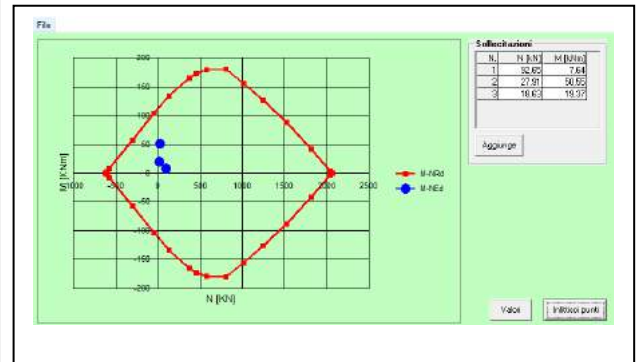 File
Sollecitazioni
N. N [kN] M [kNm]
1 92,65 7,64
2 27,91 50,55
3 18,63 19,37
Aggiunge
200
150
100
50
0
-1000 -500 0 500 1000 1500 2000 2500
-50
-100
-150
-200
M [KNm]
N [KN]
M-NRd
M-NEd
Valori
Infittisci punti